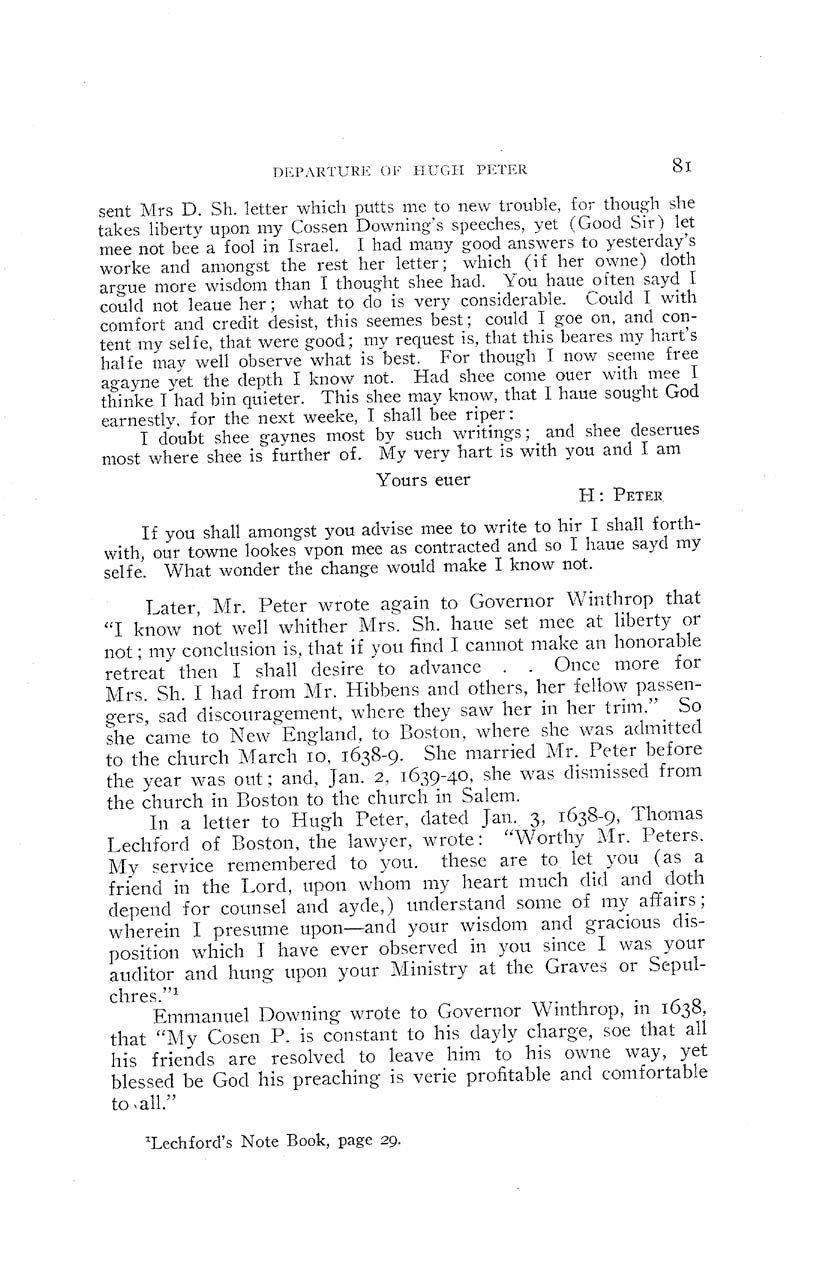 DEPARTURE OF HUGH PETER 81
sent Mrs D. Sh. letter which putts me to new trouble, for though she
takes liberty upon my Cossen Downing's speeches, yet (Good Sir) let
mee not bee a fool in Israel. I had many good answers to yesterday's
worke and amongst the rest her letter; which (if her owne) doth
argue more wisdom than I thought shee had. You haue often sayd I
could not leaue her; what to do is very considerable. Could I with
comfort and credit desist, this seemes best; could I goe on, and con-
tent my selfe, that were good; my request is, that this beares my hart's
halfe may well observe what is best. For though I now seeme free
agayne yet the depth I know not. Had shee come ouer with mee I
thinke I had bin quieter. This shee may know, that I haue sought God
earnestly, for the next weeke, I shall bee riper:
I doubt shee gaynes most by such writings; and shee deserues
most where shee is further of. My very hart is with you and I am
Yours euer
H: PETER
If you shall amongst you advise mee to write to hir I shall forth-
with, our towne lookes vpon mee as contracted and so I haue sayd my
selfe. What wonder the change would make I know not.
Later, Mr. Peter wrote again to Governor Winthrop that
“I know not well whither Mrs. Sh. haue set mee at liberty or
not; my conclusion is, that if you find I cannot make an honorable
retreat then I shall desire to advance . . Once more for
Mrs. Sh. I had from Mr. Hibbens and others, her fellow passen-
gers, sad discouragement, where they saw her in her trim.” So
she came to New England, to Boston, where she was admitted
to the church March 10, 1638-9. She married Mr. Peter before
the year was out; and, Jan. 2, 1639-40, she was dismissed from
the church in Boston to the church in Salem.
In a letter to Hugh Peter, dated Jan. 3, 1638-9, Thomas
Lechford of Boston, the lawyer, wrote: “Worthy Mr. Peters.
My service remembered to you. these are to let you (as a
friend in the Lord, upon whom my heart much did and doth
depend for counsel and ayde,) understand some of my affairs;
wherein I presume upon—and your wisdom and gracious dis-
position which I have ever observed in you since I was your
auditor and hung upon your Ministry at the Graves or Sepul-
chres.”¹
Emmanuel Downing wrote to Governor Winthrop, in 1638,
that “My Cosen P. is constant to his dayly charge, soe that all
his friends are resolved to leave him to his owne way, yet
blessed be God his preaching is verie profitable and comfortable
to all.”
¹Lechford's Note Book, page 29.